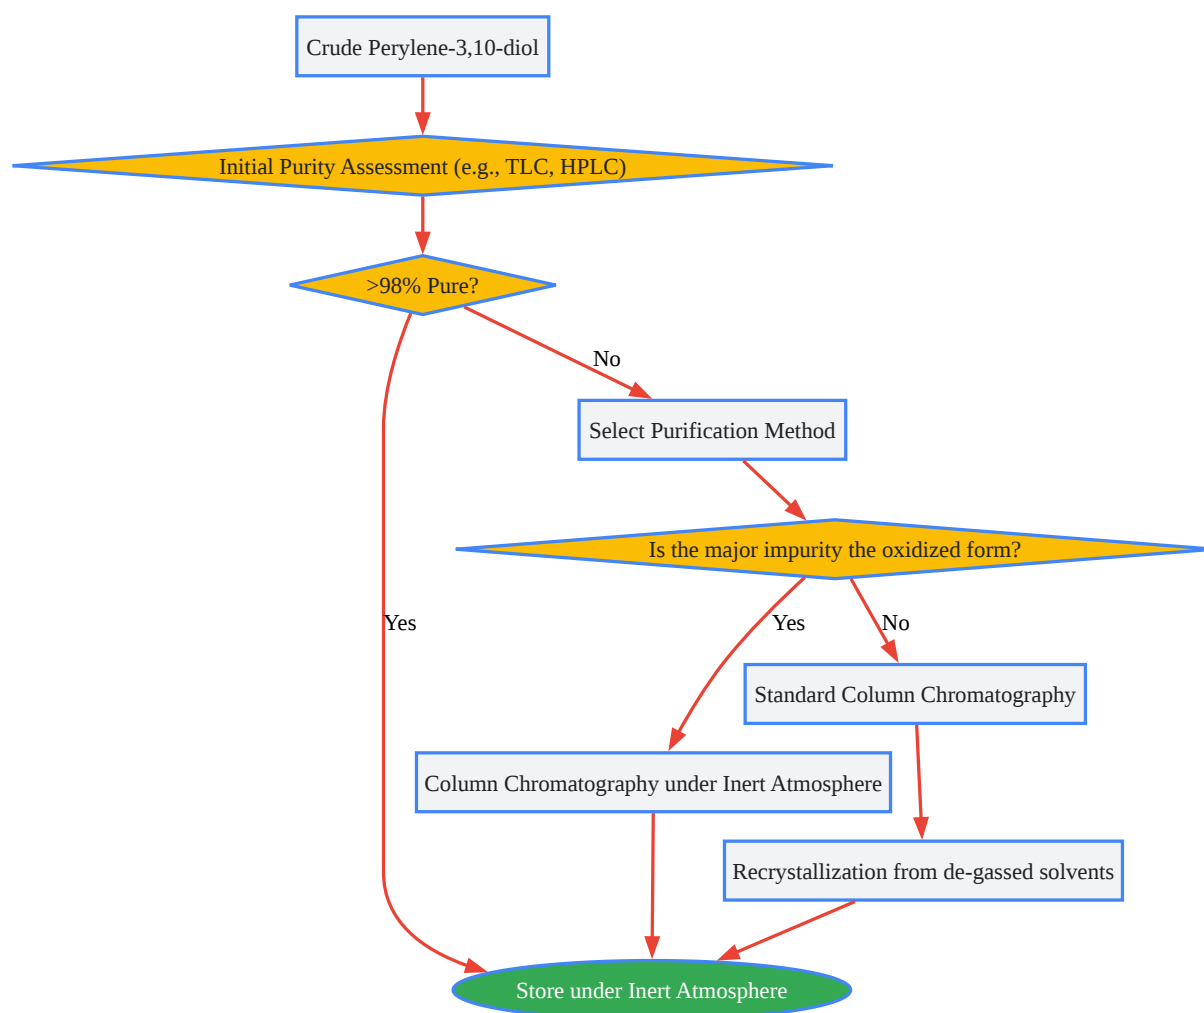 Crude Perylene-3,10-diol
Initial Purity Assessment (e.g., TLC, HPLC)
>98% Pure?
No
Select Purification Method
Is the major impurity the oxidized form?
Yes
Yes
No
Standard Column Chromatography
Column Chromatography under Inert Atmosphere
Recrystallization from de-gassed solvents
Store under Inert Atmosphere